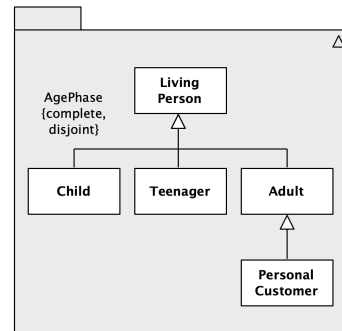 Living
Person
AgePhase
{complete,
disjoint}
Child
Teenager
Adult
Personal
Customer